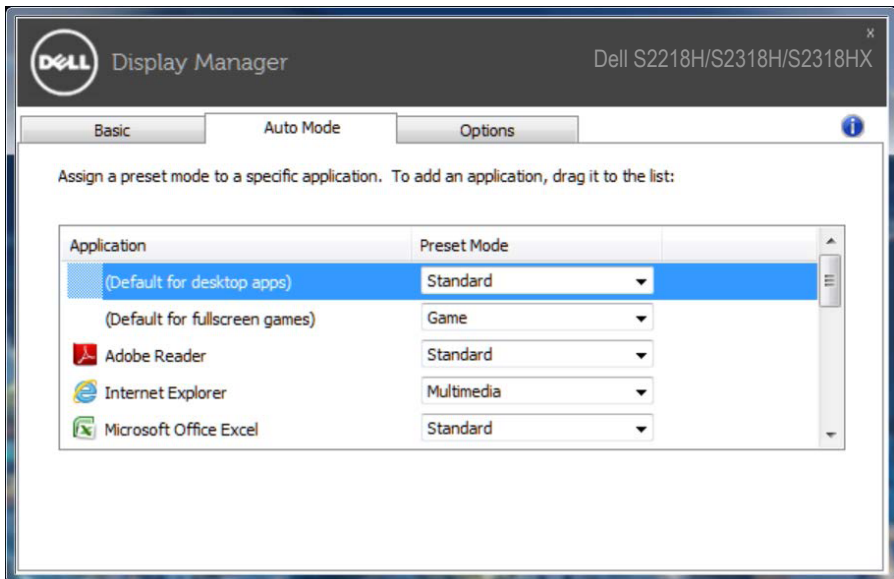 DELL Display Manager
x
Dell S2218H/S2318H/S2318HX
Basic Auto Mode Options
Assign a preset mode to a specific application. To add an application, drag it to the list:
Application Preset Mode
(Default for desktop apps) Standard
(Default for fullscreen games) Game
Adobe Reader Standard
Internet Explorer Multimedia
Microsoft Office Excel Standard